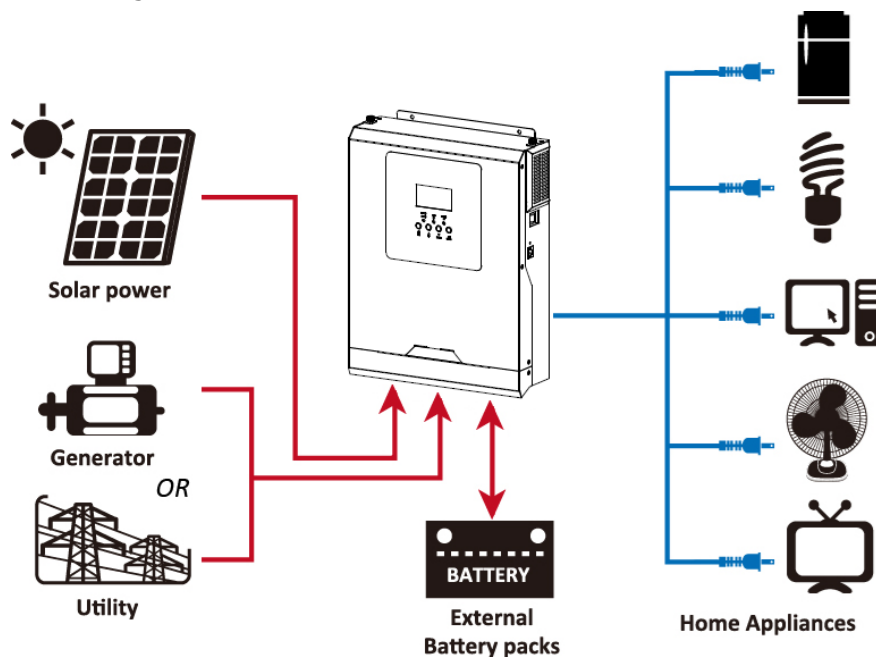 Solar power
Generator
OR
Utility
BATTERY
External
Battery packs
Home Appliances